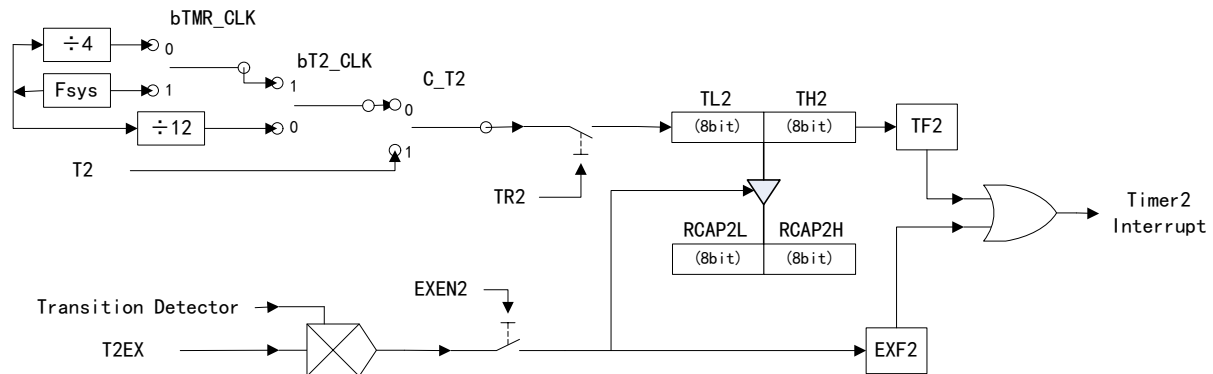 bTMR_CLK
÷4
0
bT2_CLK
Fsys
1
1
C_T2
0
÷12
0
TL2
TH2
(8bit)
(8bit)
TF2
T2
1
TR2
Timer2
Interrupt
RCAP2L
RCAP2H
(8bit)
(8bit)
EXEN2
Transition Detector
T2EX
EXF2